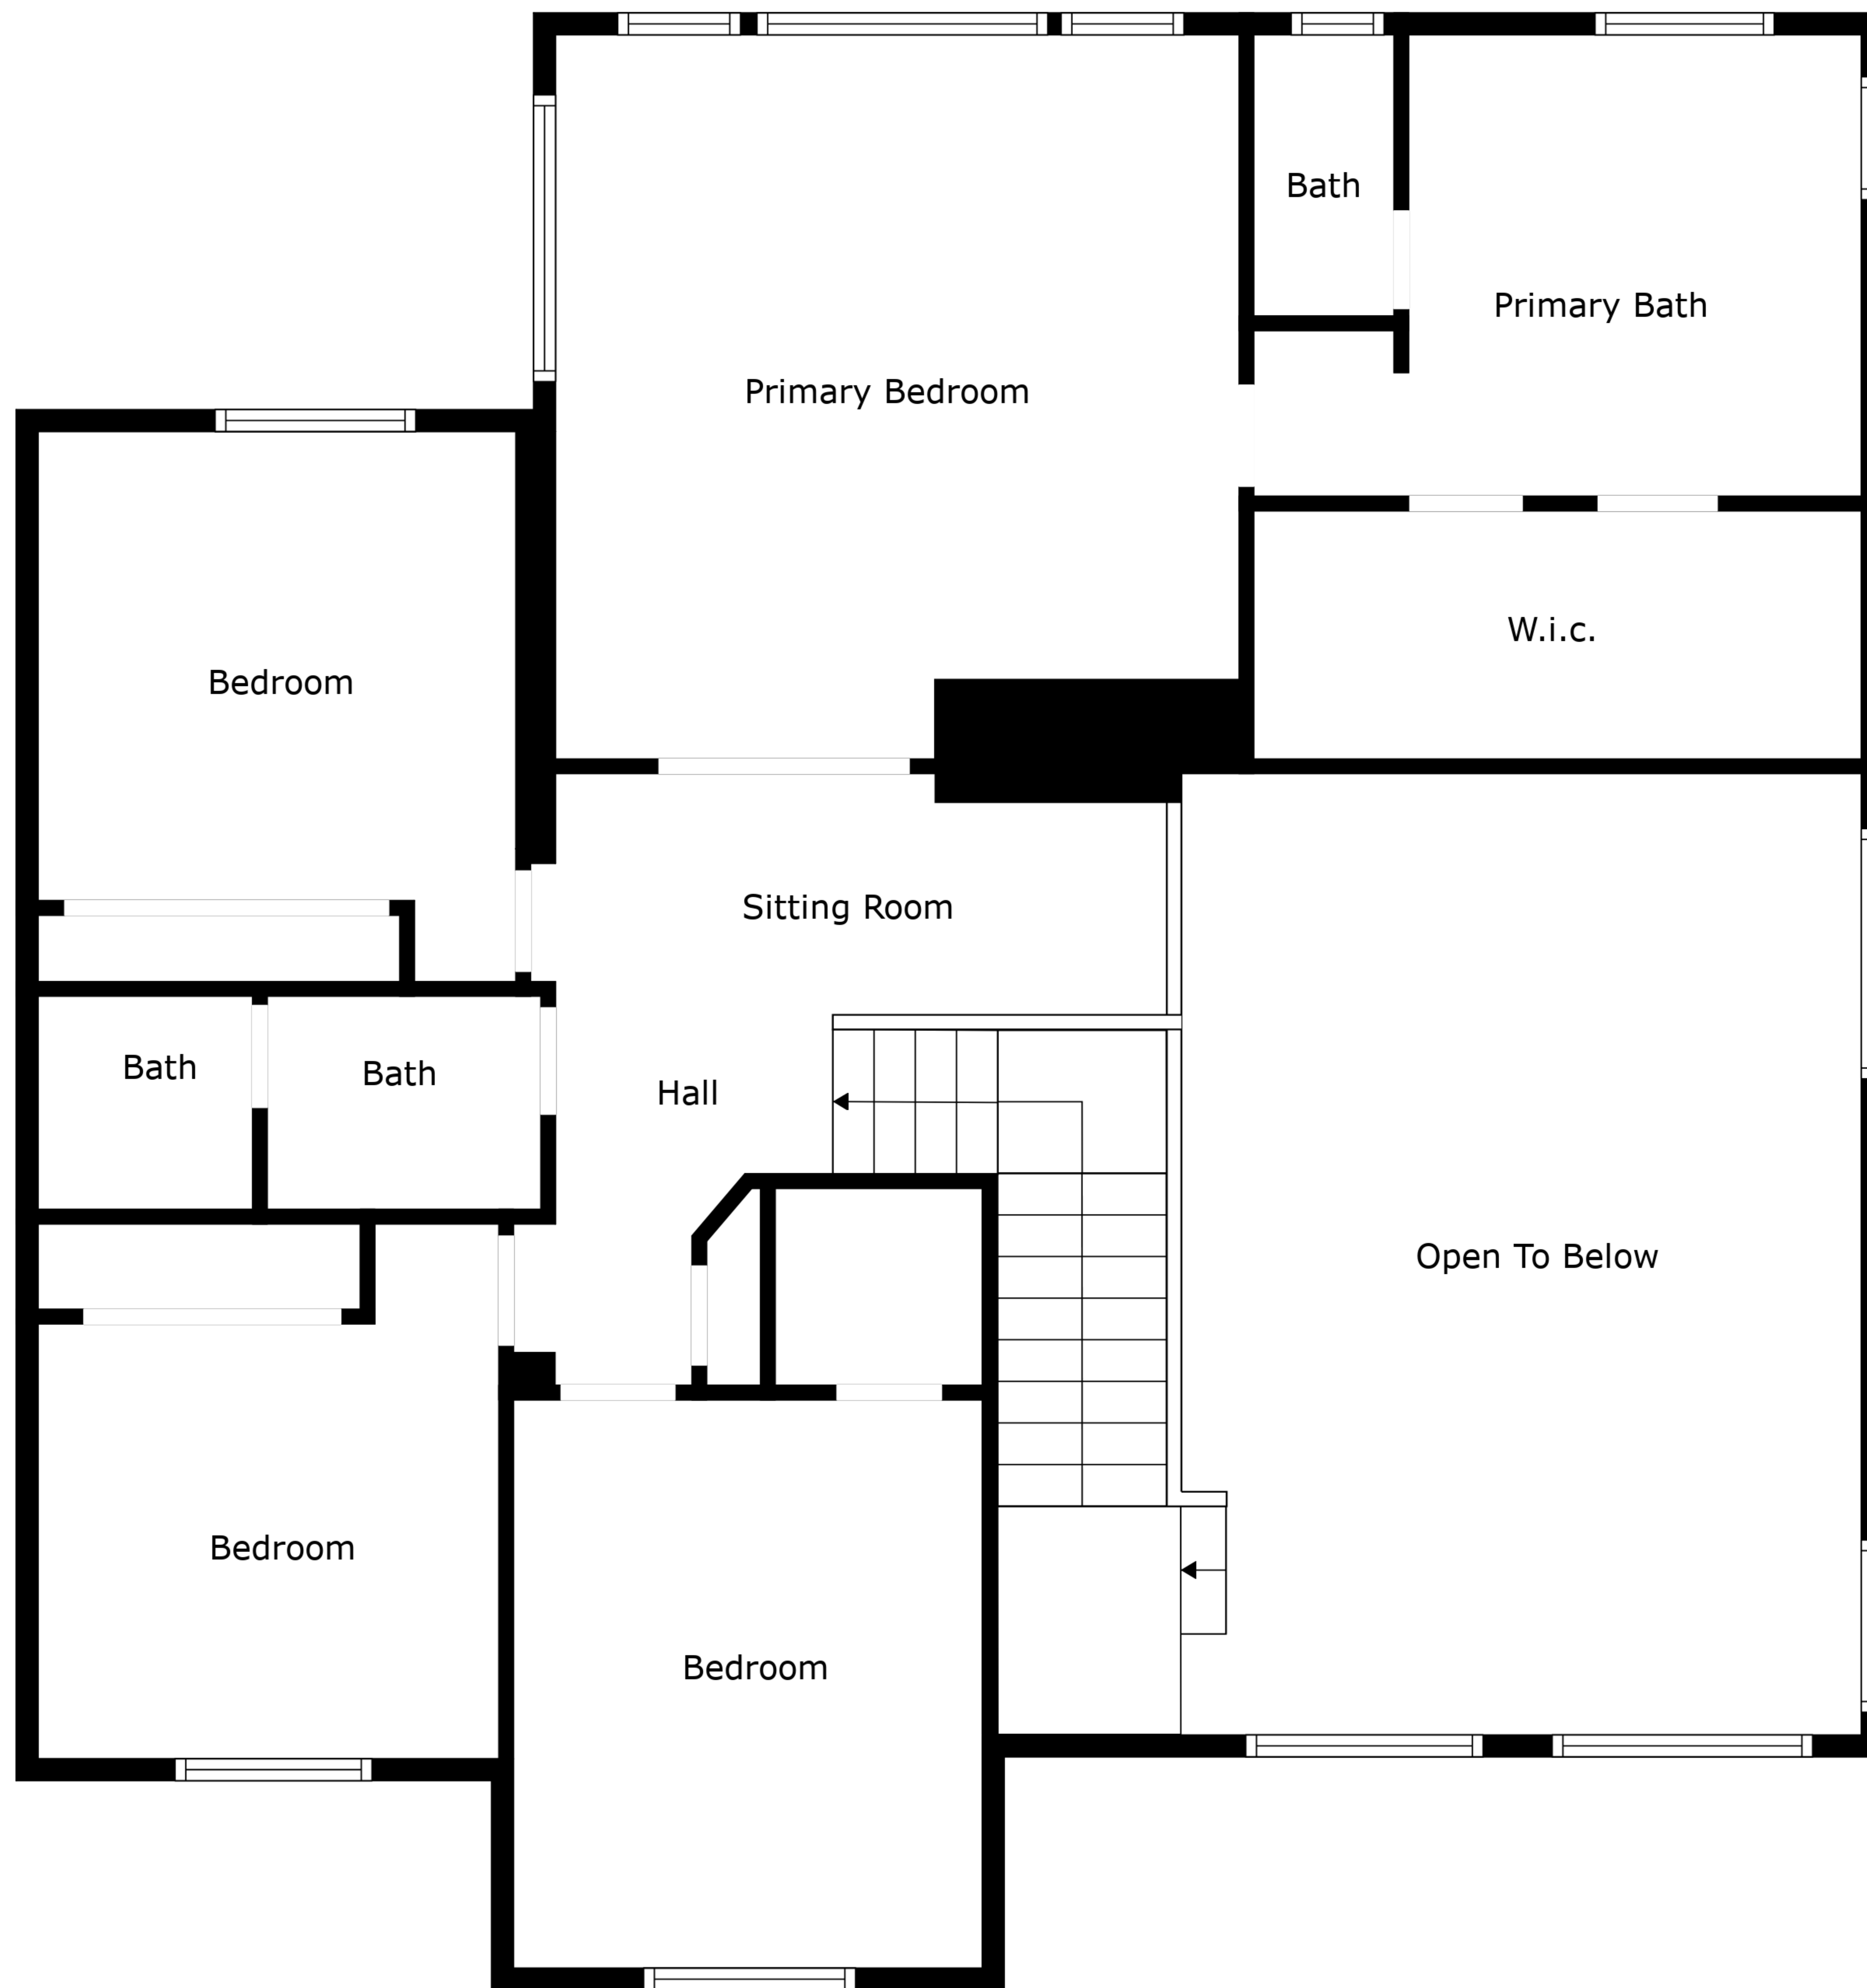 Bath
Primary Bath
Primary Bedroom
W.i.c.
Bedroom
Sitting Room
Bath
Bath
Hall
Open To Below
Bedroom
Bedroom